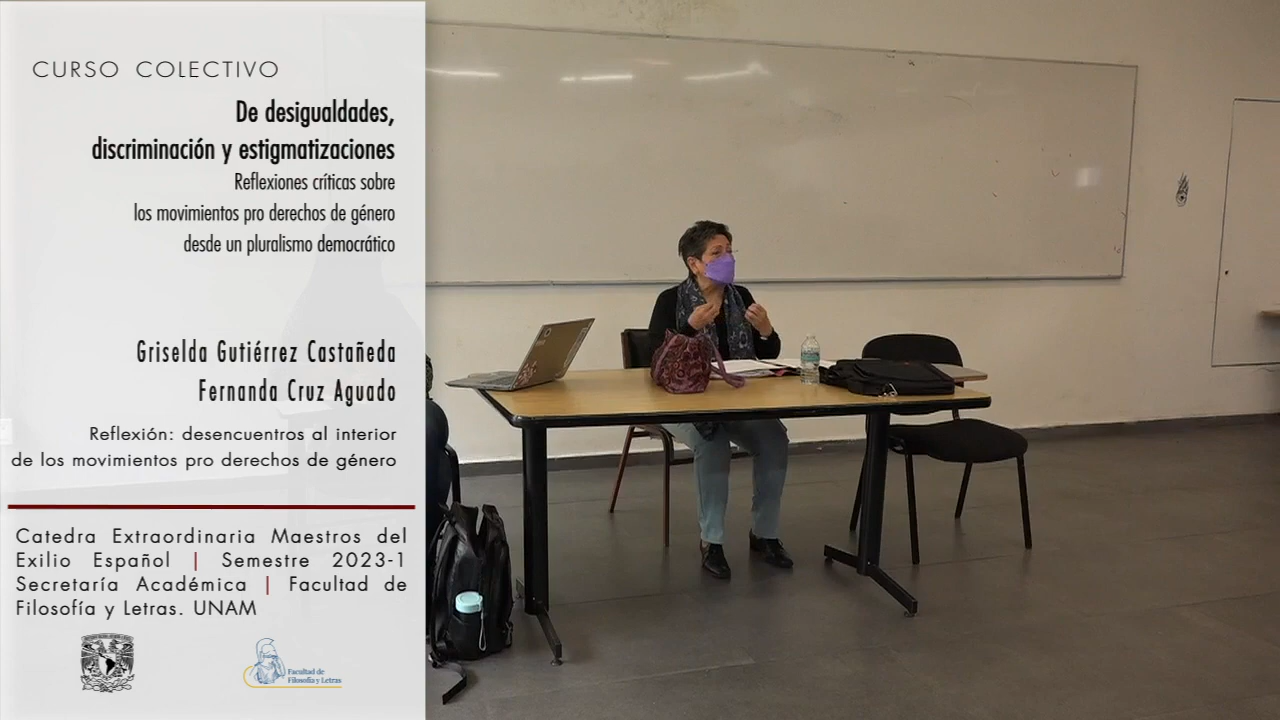 CURSO COLECTIVO
De desigualdades,
discriminación y estigmatizaciones
Reflexiones críticas sobre
los movimientos pro derechos de género
desde un pluralismo democrático
Griselda Gutiérrez Castañeda
Fernanda Cruz Aguado
Reflexión: desencuentros al interior
de los movimientos pro derechos de género
Catedra Extraordinaria Maestros del
Exilio Español | Semestre 2023-1
Secretaría Académica | Facultad de
Filosofía y Letras. UNAM
Facultad de
Filosofía y Letras